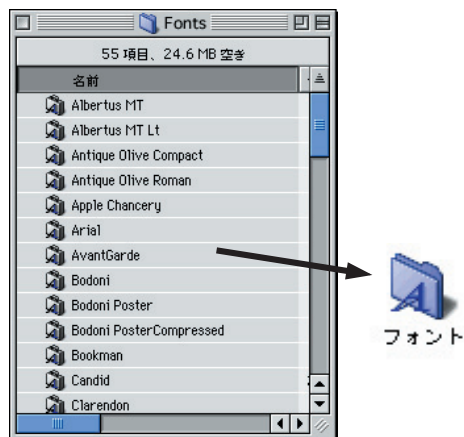 Fonts
55 項目、24.6 MB 空き
名前
Albertus MT
Albertus MT Lt
Antique Olive Compact
Antique Olive Roman
Apple Chancery
Arial
AvantGarde
Bodoni
Bodoni Poster
Bodoni PosterCompressed
Bookman
Candid
Clarendon
フォント